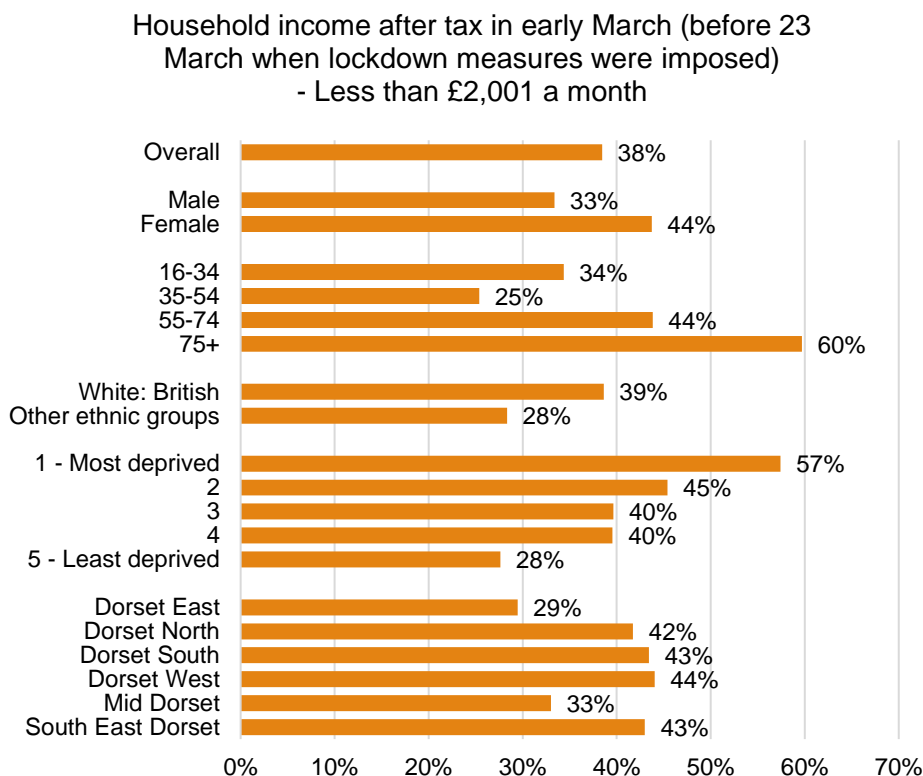 Household income after tax in early March (before 23
March when lockdown measures were imposed)
- Less than £2,001 a month
Overall 38%
Male 33%
Female 44%
16-34 34%
35-54 25%
55-74 44%
75+ 60%
White: British 39%
Other ethnic groups 28%
1 - Most deprived 57%
2 45%
3 40%
4 40%
5 - Least deprived 28%
Dorset East 29%
Dorset North 42%
Dorset South 43%
Dorset West 44%
Mid Dorset 33%
South East Dorset 43%
0% 10% 20% 30% 40% 50% 60% 70%